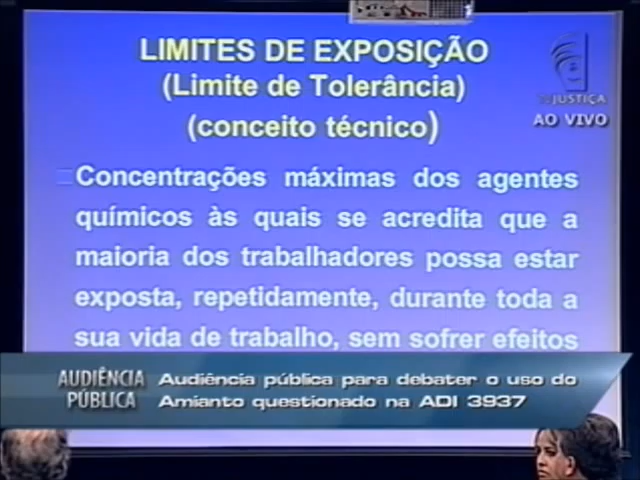 LIMITES DE EXPOSIÇÃO
(Limite de Tolerância)
(conceito técnico)
JUSTIÇA
AO VIVO
Concentrações máximas dos agentes
químicos às quais se acredita que a
maioria dos trabalhadores possa estar
exposta, repetidamente, durante toda a
sua vida de trabalho, sem sofrer efeitos
AUDIÊNCIA
PÚBLICA
Audiência pública para debater o uso do
Amianto questionado na ADI 3937